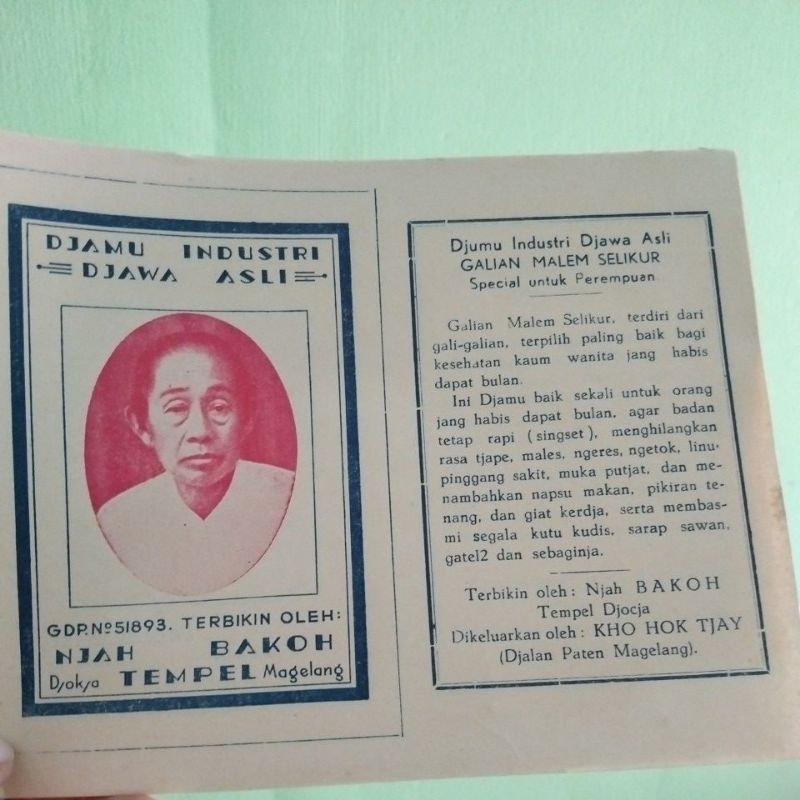 DJAMU INDUSTRI
DJAWA ASLI
GDP. Nº 51893. TERBIKIN OLEH:
NJAH BAKOH
Djokja TEMPEL Magelang
Djumu Industri Djawa Asli
GALIAN MALEM SELIKUR
Special untuk Perempuan
Galian Malem Selikur, terdiri dari
gali-galian, terpilih paling baik bagi
kesehatan kaum wanita jang habis
dapat bulan.
Ini Djamu baik sekali untuk orang
jang habis dapat bulan, agar badan
tetap rapi (singset), menghilangkan
rasa tjape, males, ngeres, ngetok, linu,
pinggang sakit, muka putjat, dan me-
nambahkan napsu makan, pikiran te-
nang, dan giat kerdja, serta membas-
mi segala kutu kudis, sarap sawan,
gatel2 dan sebaginja.
Terbikin oleh: Njah BAKOH
Tempel Djocja
Dikeluarkan oleh: KHO HOK TJAY
(Djalan Paten Magelang).